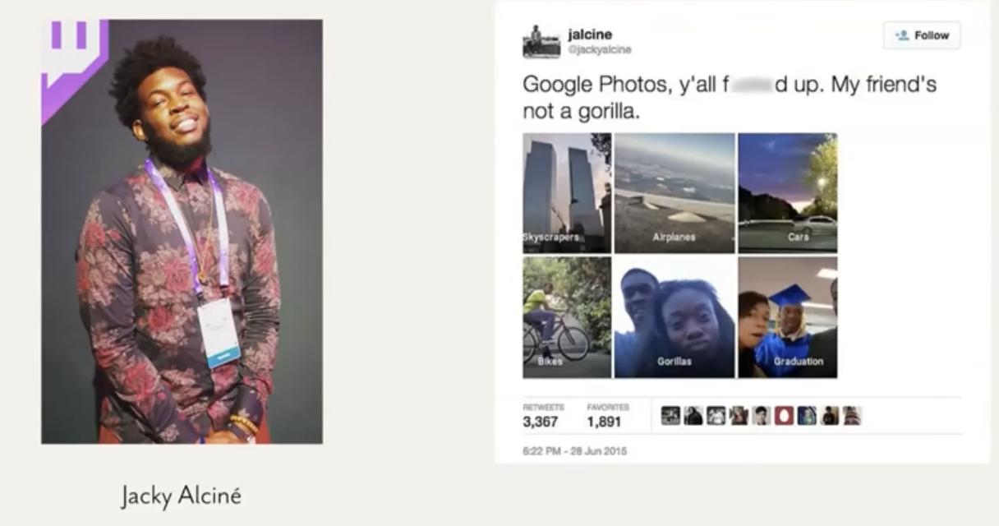 jalcine
@jackyalcine
Follow
Google Photos, y'all f d up. My friend's
not a gorilla.
Skyscrapers
Airplanes
Cars
Bikes
Gorillas
Graduation
RETWEETS
FAVORITES
3,367
1,891
6:22 PM - 28 Jun 2015
Jacky Alciné